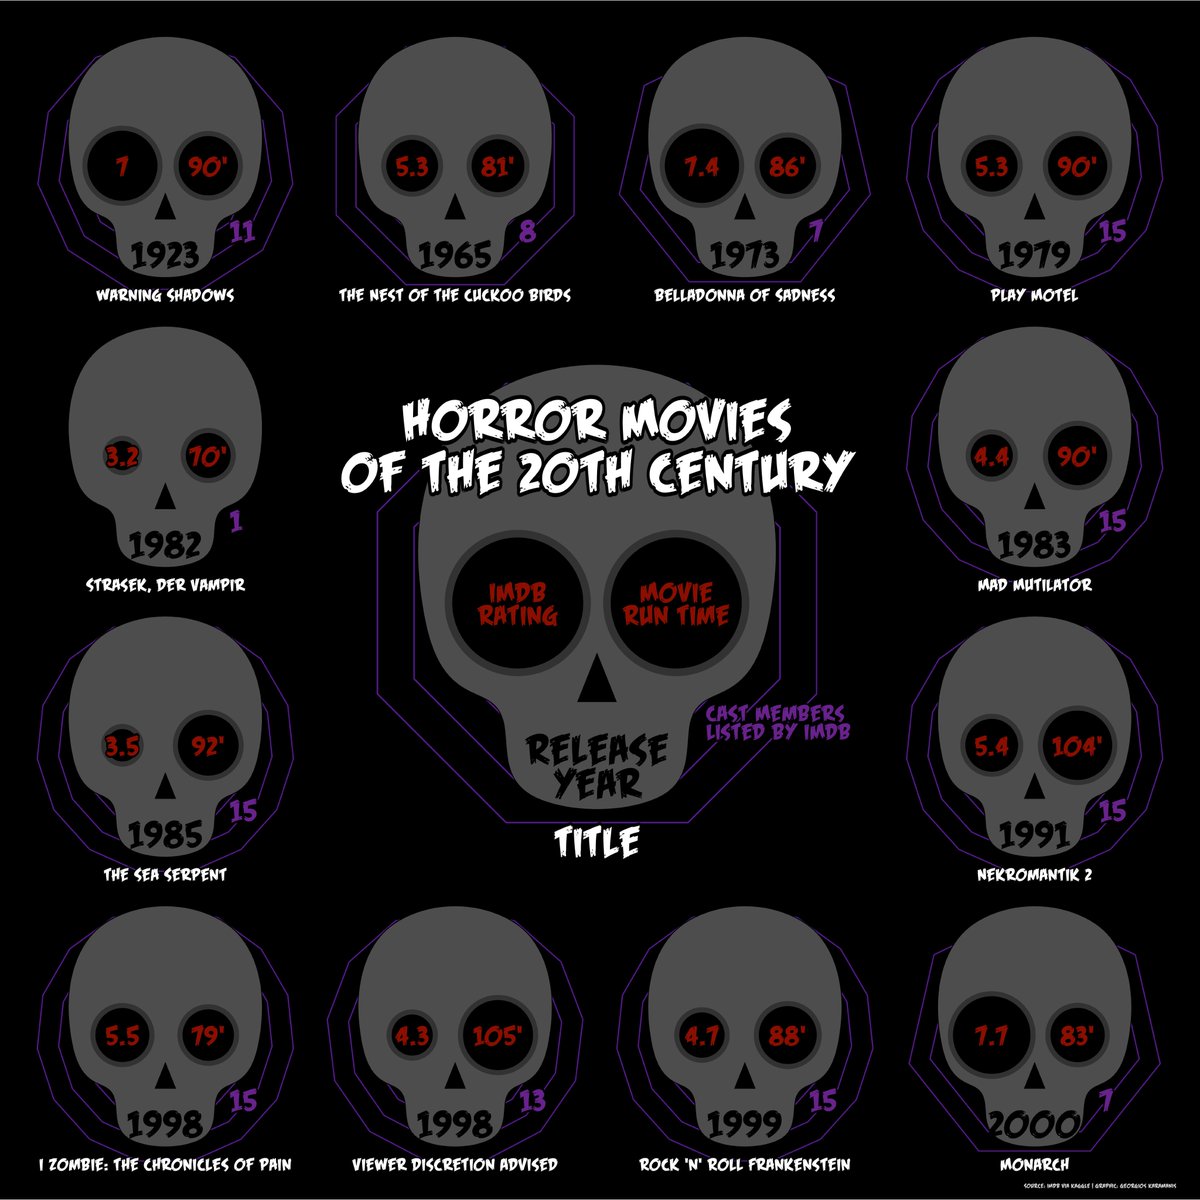 7 90'
11
1923
WARNING SHADOWS
5.3 81'
8
1965
THE NEST OF THE CUCKOO BIRDS
7.4 86'
7
1973
BELLADONNA OF SADNESS
5.3 90'
15
1979
PLAY MOTEL
3.2 70'
1
1982
STRASEK, DER VAMPIR
HORROR MOVIES
OF THE 20TH CENTURY
IMDB
RATING
MOVIE
RUN TIME
CAST MEMBERS
LISTED BY IMDB
RELEASE
YEAR
TITLE
4.4 90'
15
1983
MAD MUTILATOR
3.5 92'
15
1985
THE SEA SERPENT
5.4 104'
15
1991
NEKROMANTIK 2
5.5 79'
15
1998
I ZOMBIE: THE CHRONICLES OF PAIN
4.3 105'
13
1998
VIEWER DISCRETION ADVISED
4.7 88'
15
1999
ROCK 'N' ROLL FRANKENSTEIN
7.7 83'
7
2000
MONARCH
SOURCE: IMDB VIA KAGGLE | GRAPHIC: GEORGIOS KARAMANIS